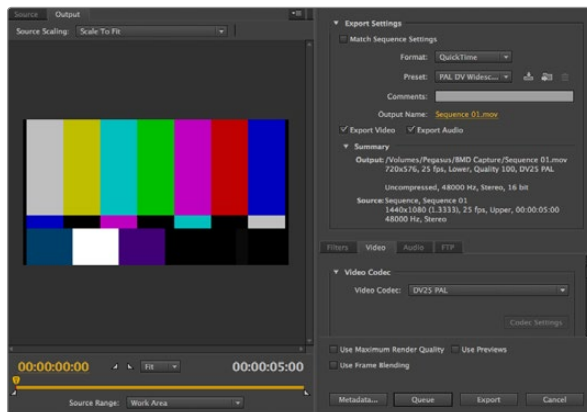 Source Output
Source Scaling: Scale To Fit
00:00:00:00 Fit 00:00:05:00
Source Range: Work Area
Export Settings
Match Sequence Settings
Format: QuickTime
Preset: PAL DV Widesc...
Comments:
Output Name: Sequence 01.mov
Export Video Export Audio
Summary
Output: /Volumes/Pegasus/BMD Capture/Sequence 01.mov
720x576, 25 fps, Lower, Quality 100, DV25 PAL
Uncompressed, 48000 Hz, Stereo, 16 bit
Source: Sequence, Sequence 01
1440x1080 (1.3333), 25 fps, Upper, 00:00:05:00
48000 Hz, Stereo
Filters Video Audio FTP
Video Codec
Video Codec: DV25 PAL
Codec Settings
Use Maximum Render Quality Use Previews
Use Frame Blending
Metadata... Queue Export Cancel